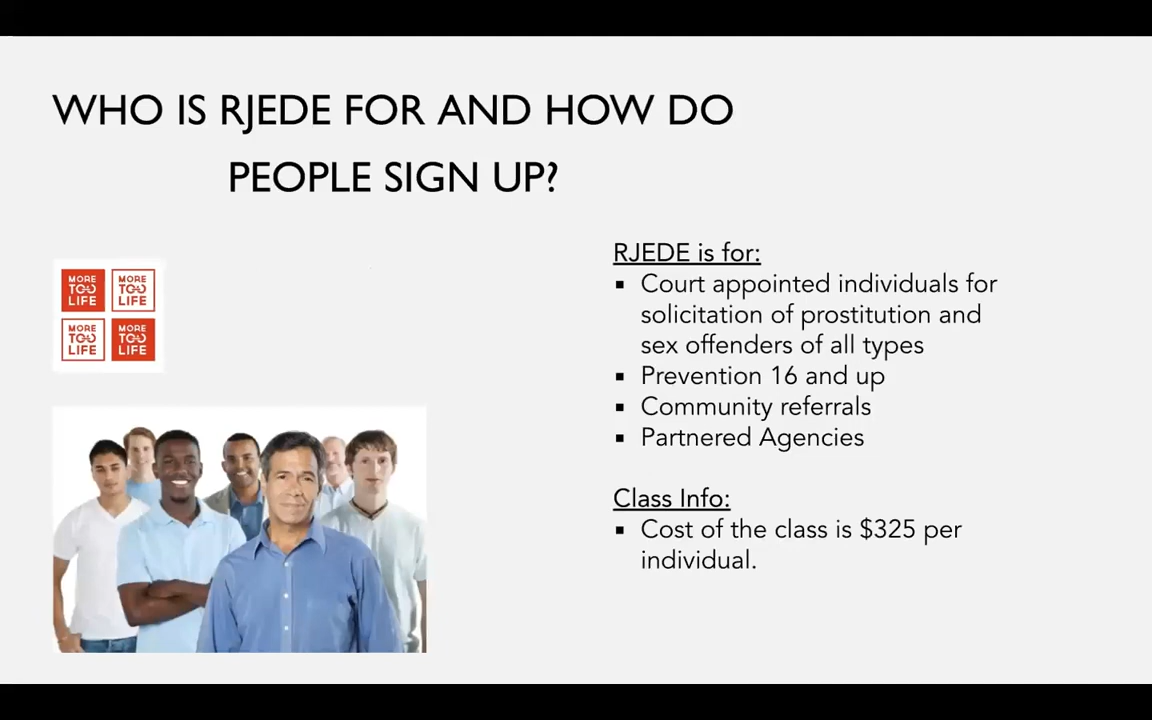 WHO IS RJEDE FOR AND HOW DO
PEOPLE SIGN UP?
MORE
TOO
LIFE
MORE
TOO
LIFE
MORE
TOO
LIFE
MORE
TOO
LIFE
RJEDE is for:
▪ Court appointed individuals for
solicitation of prostitution and
sex offenders of all types
▪ Prevention 16 and up
▪ Community referrals
▪ Partnered Agencies
Class Info:
▪ Cost of the class is $325 per
individual.